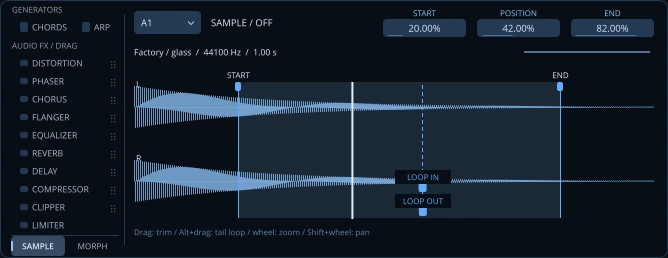 GENERATORS
CHORDS ARP
AUDIO FX / DRAG
DISTORTION
PHASER
CHORUS
FLANGER
EQUALIZER
REVERB
DELAY
COMPRESSOR
CLIPPER
LIMITER
SAMPLE MORPH
A1 SAMPLE / OFF
START POSITION END
20.00% 42.00% 82.00%
Factory / glass / 44100 Hz / 1.00 s
START END
L
R
LOOP IN
LOOP OUT
Drag: trim / Alt+drag: tail loop / wheel: zoom / Shift+wheel: pan